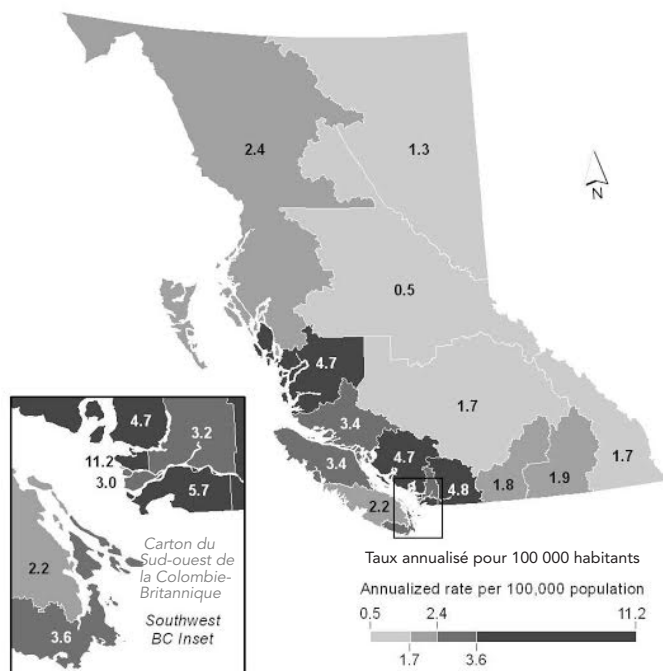 2.4
1.3
N
0.5
4.7
1.7
3.4
3.4
4.7
1.7
1.9
1.8
4.8
2.2
4.7
3.2
11.2
3.0
5.7
2.2
3.6
Carton du
Sud-ouest de
la Colombie-
Britannique
Southwest
BC Inset
Taux annualisé pour 100 000 habitants
Annualized rate per 100,000 population
0.5 2.4 11.2
1.7 3.6